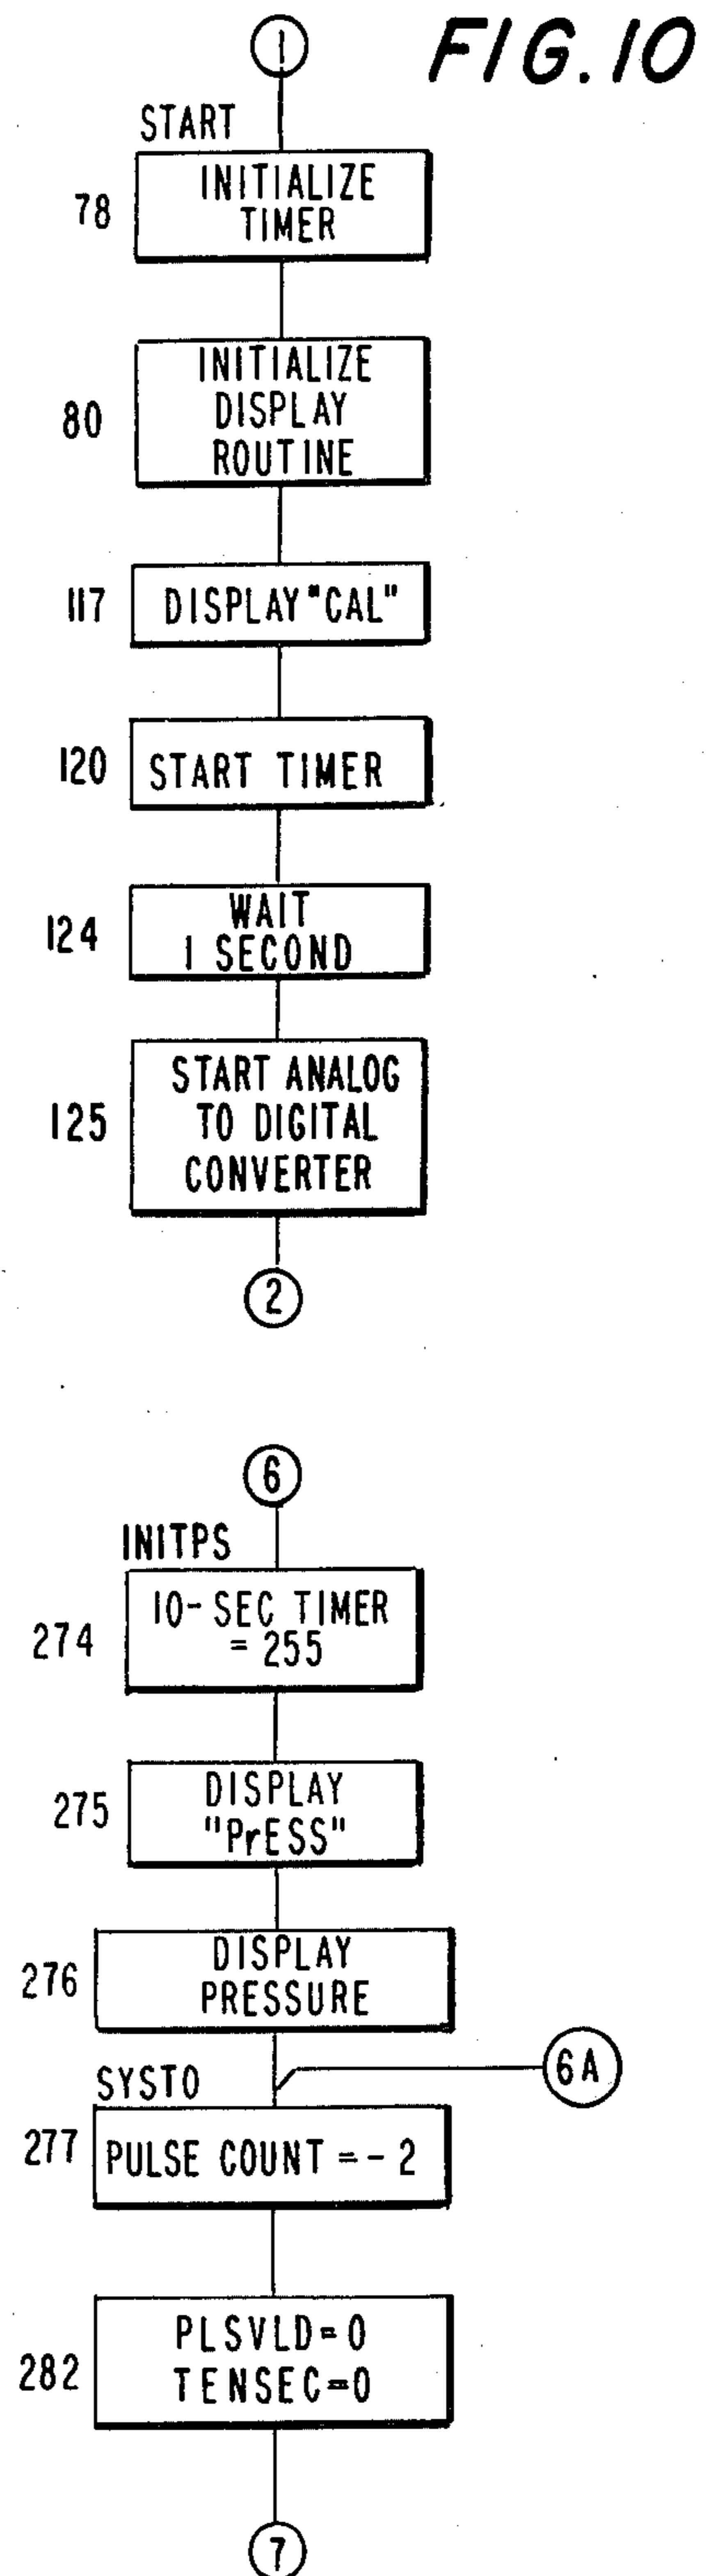 FIG. 10
1
START
78
INITIALIZE
TIMER
80
INITIALIZE
DISPLAY
ROUTINE
117
DISPLAY "CAL"
120
START TIMER
124
WAIT
1 SECOND
125
START ANALOG
TO DIGITAL
CONVERTER
2
6
INITPS
274
10-SEC TIMER
= 255
275
DISPLAY
"PrESS"
276
DISPLAY
PRESSURE
6A
SYSTO
277
PULSE COUNT = - 2
282
PLSVLD=0
TENSEC=0
7